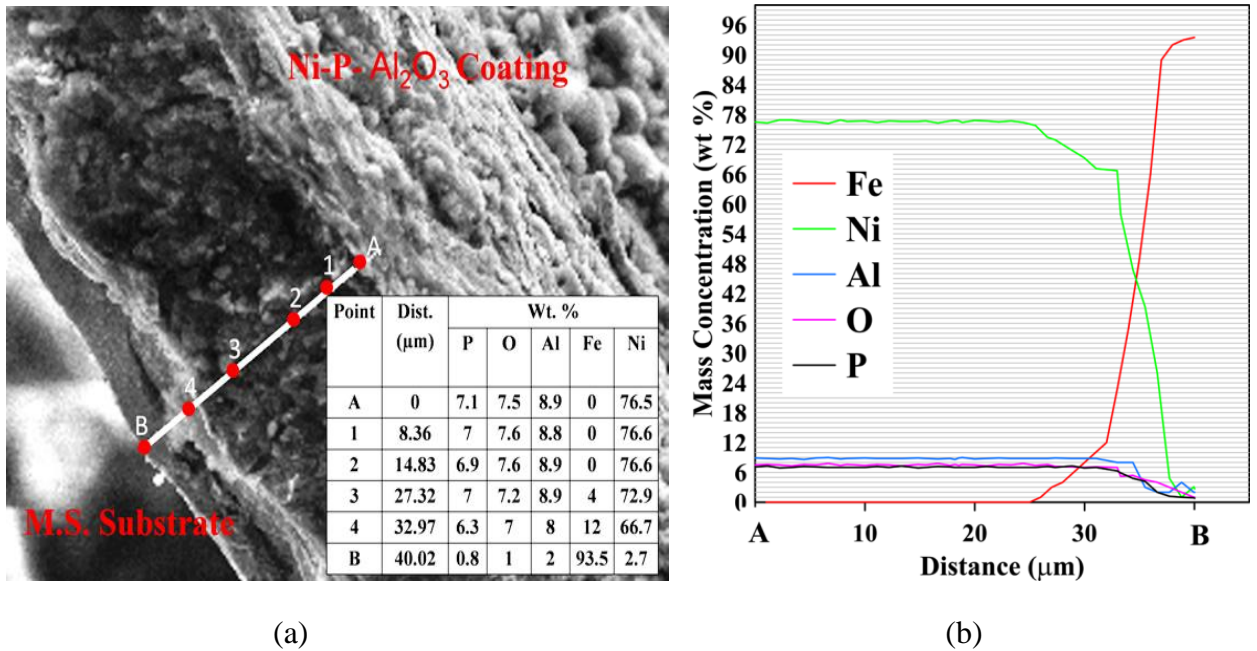 Ni-P- Al₂O₃ Coating
A
1
2
3
4
B
M.S. Substrate
Point Dist. (μm) Wt. %
P O Al Fe Ni
A 0 7.1 7.5 8.9 0 76.5
1 8.36 7 7.6 8.8 0 76.6
2 14.83 6.9 7.6 8.9 0 76.6
3 27.32 7 7.2 8.9 4 72.9
4 32.97 6.3 7 8 12 66.7
B 40.02 0.8 1 2 93.5 2.7
(a)
Mass Concentration (wt %)
96
90
84
78
72
66
60
54
48
42
36
30
24
18
12
6
0
Fe
Ni
Al
O
P
A 10 20 30 B
Distance (μm)
(b)